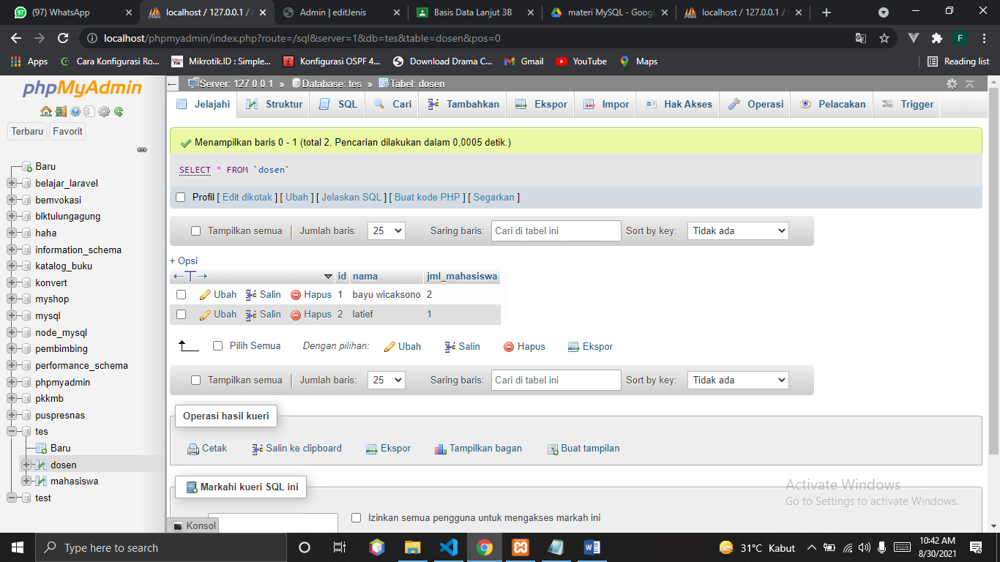 (97) WhatsApp
localhost / 127.0.0.1 / t
Admin | editJenis
Basis Data Lanjut 3B
materi MySQL - Goog
localhost / 127.0.0.1 / t
localhost/phpmyadmin/index.php?route=/sql&server=1&db=tes&table=dosen&pos=0
F
Apps
Cara Konfigurasi Ro...
Mikrotik.ID : Simple...
Konfigurasi OSPF 4...
Download Drama C...
Gmail
YouTube
Maps
Reading list
phpMyAdmin
Terbaru
Favorit
Baru
belajar_laravel
bemvokasi
blktulungagung
haha
information_schema
katalog_buku
konvert
myshop
mysql
node_mysql
pembimbing
performance_schema
phpmyadmin
pkkmb
puspresnas
tes
Baru
dosen
mahasiswa
test
Server: 127.0.0.1 » Database: tes » Tabel: dosen
Jelajahi
Struktur
SQL
Cari
Tambahkan
Ekspor
Impor
Hak Akses
Operasi
Pelacakan
Trigger
Menampilkan baris 0 - 1 (total 2, Pencarian dilakukan dalam 0,0005 detik.)
SELECT * FROM `dosen`
Profil [ Edit dikotak ] [ Ubah ] [ Jelaskan SQL ] [ Buat kode PHP ] [ Segarkan ]
Tampilkan semua | Jumlah baris: 25 Saring baris: Cari di tabel ini Sort by key: Tidak ada
+ Opsi
←T→ id nama jml_mahasiswa
Ubah Salin Hapus 1 bayu wicaksono 2
Ubah Salin Hapus 2 latief 1
Pilih Semua Dengan pilihan: Ubah Salin Hapus Ekspor
Tampilkan semua | Jumlah baris: 25 Saring baris: Cari di tabel ini Sort by key: Tidak ada
Operasi hasil kueri
Cetak Salin ke clipboard Ekspor Tampilkan bagan Buat tampilan
Markahi kueri SQL ini
Izinkan semua pengguna untuk mengakses markah ini
Konsol
Activate Windows
Go to Settings to activate Windows.
Type here to search
31°C Kabut
10:42 AM
8/30/2021